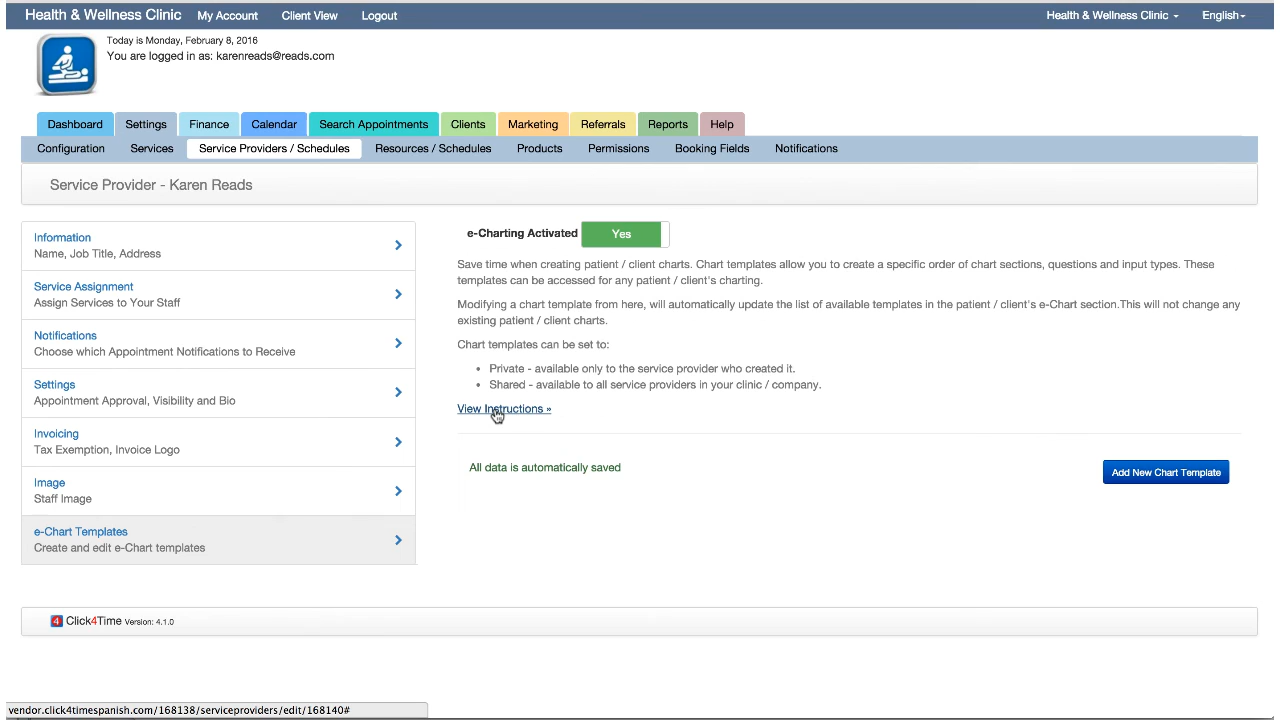 Health & Wellness Clinic My Account Client View Logout Health & Wellness Clinic English
Today is Monday, February 8, 2016
You are logged in as: karenreads@reads.com
Dashboard Settings Finance Calendar Search Appointments Clients Marketing Referrals Reports Help
Configuration Services Service Providers / Schedules Resources / Schedules Products Permissions Booking Fields Notifications
Service Provider - Karen Reads
Information
Name, Job Title, Address
Service Assignment
Assign Services to Your Staff
Notifications
Choose which Appointment Notifications to Receive
Settings
Appointment Approval, Visibility and Bio
Invoicing
Tax Exemption, Invoice Logo
Image
Staff Image
e-Chart Templates
Create and edit e-Chart templates
e-Charting Activated Yes
Save time when creating patient / client charts. Chart templates allow you to create a specific order of chart sections, questions and input types. These
templates can be accessed for any patient / client's charting.
Modifying a chart template from here, will automatically update the list of available templates in the patient / client's e-Chart section.This will not change any
existing patient / client charts.
Chart templates can be set to:
• Private - available only to the service provider who created it.
• Shared - available to all service providers in your clinic / company.
View Instructions »
All data is automatically saved
Add New Chart Template
4 Click4Time Version: 4.1.0
vendor.click4timespanish.com/168138/serviceproviders/edit/168140#